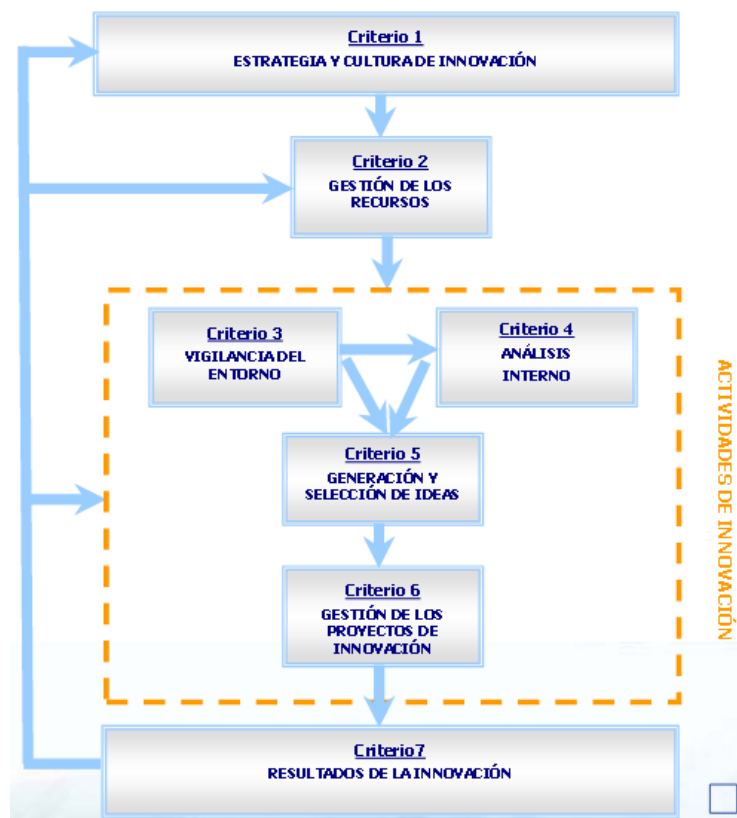 Criterio 1
ESTRATEGIA Y CULTURA DE INNOVACIÓN
Criterio 2
GESTIÓN DE LOS
RECURSOS
Criterio 3
VIGILANCIA DEL
ENTORNO
Criterio 4
ANÁLISIS
INTERNO
Criterio 5
GENERACIÓN Y
SELECCIÓN DE IDEAS
Criterio 6
GESTIÓN DE LOS
PROYECTOS DE
INNOVACIÓN
ACTIVIDADES DE INNOVACIÓN
Criterio7
RESULTADOS DE LA INNOVACIÓN